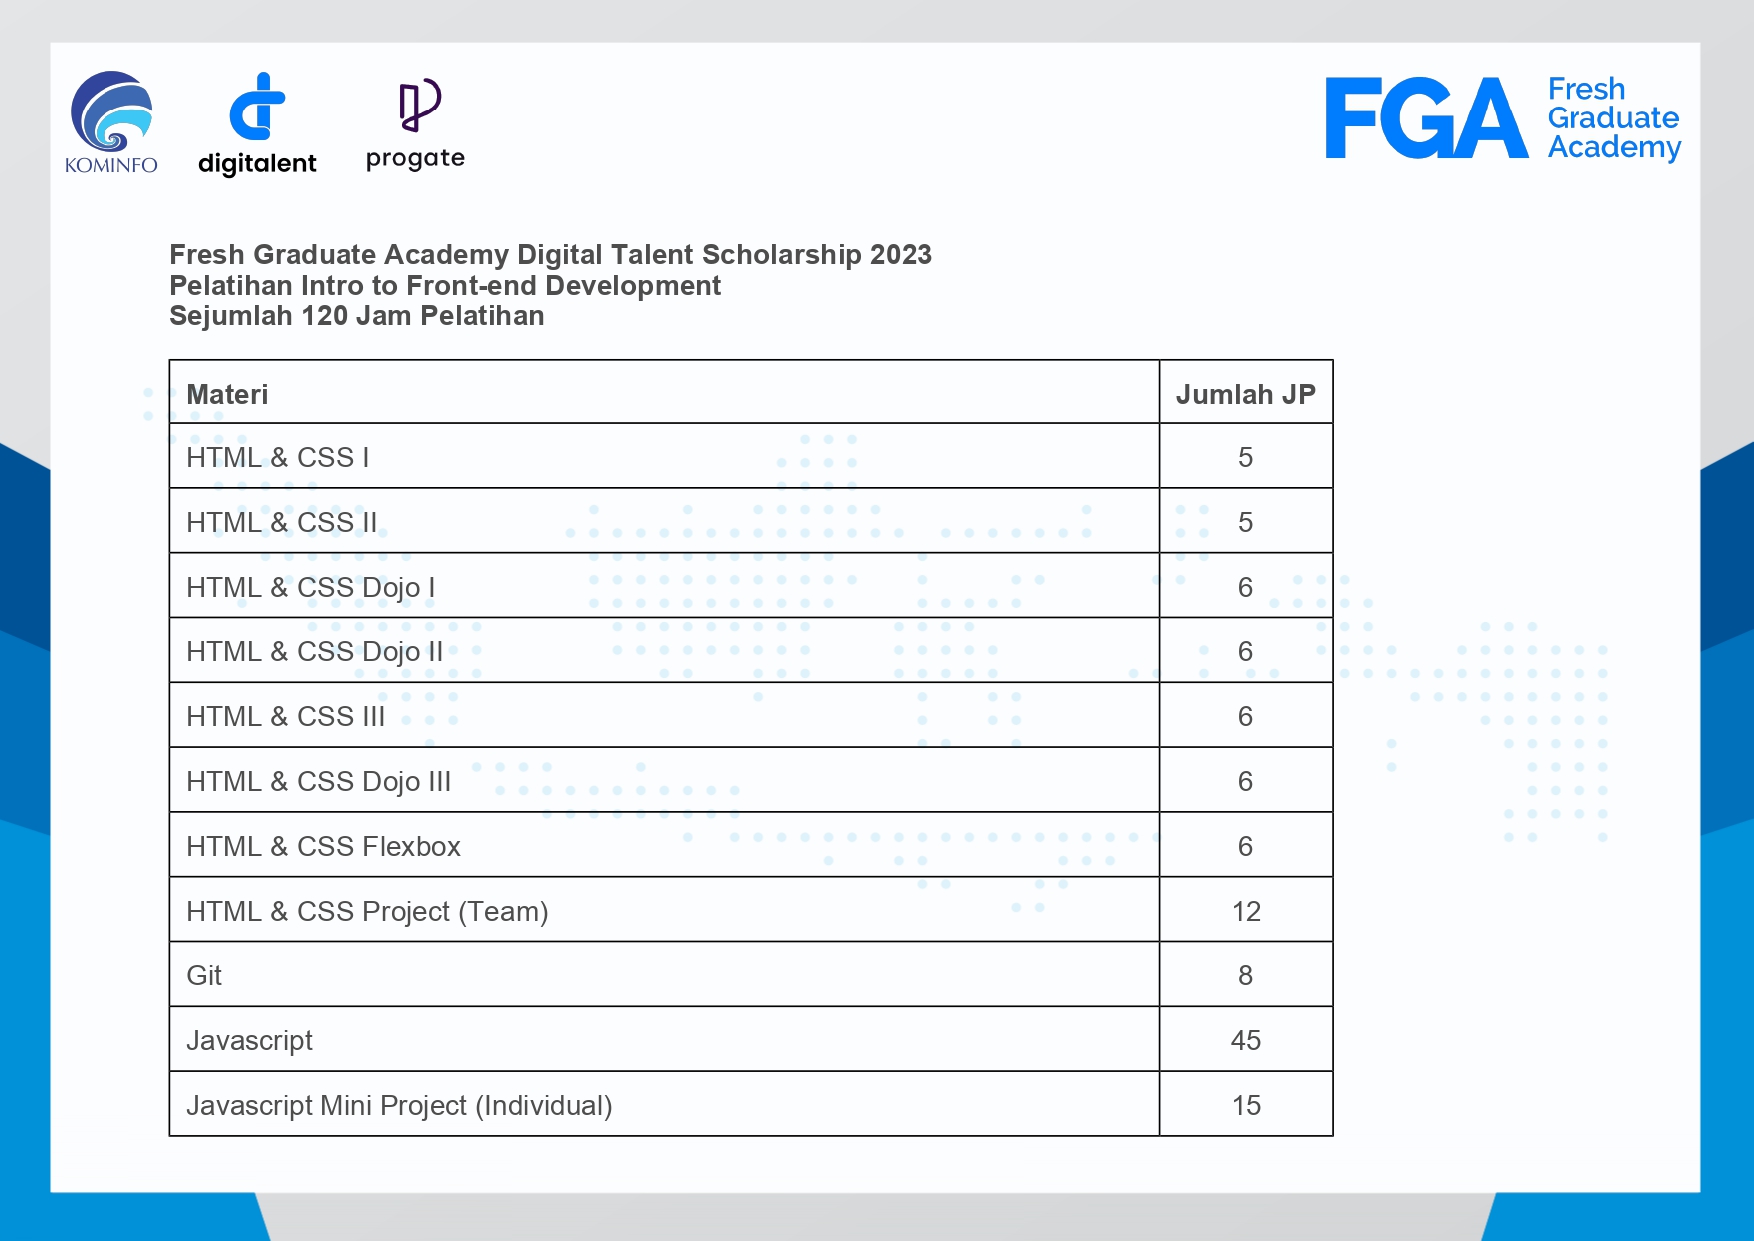 KOMINFO
digitalent
progate
FGA
Fresh
Graduate
Academy
Fresh Graduate Academy Digital Talent Scholarship 2023
Pelatihan Intro to Front-end Development
Sejumlah 120 Jam Pelatihan
Materi Jumlah JP
HTML & CSS I 5
HTML & CSS II 5
HTML & CSS Dojo I 6
HTML & CSS Dojo II 6
HTML & CSS III 6
HTML & CSS Dojo III 6
HTML & CSS Flexbox 6
HTML & CSS Project (Team) 12
Git 8
Javascript 45
Javascript Mini Project (Individual) 15